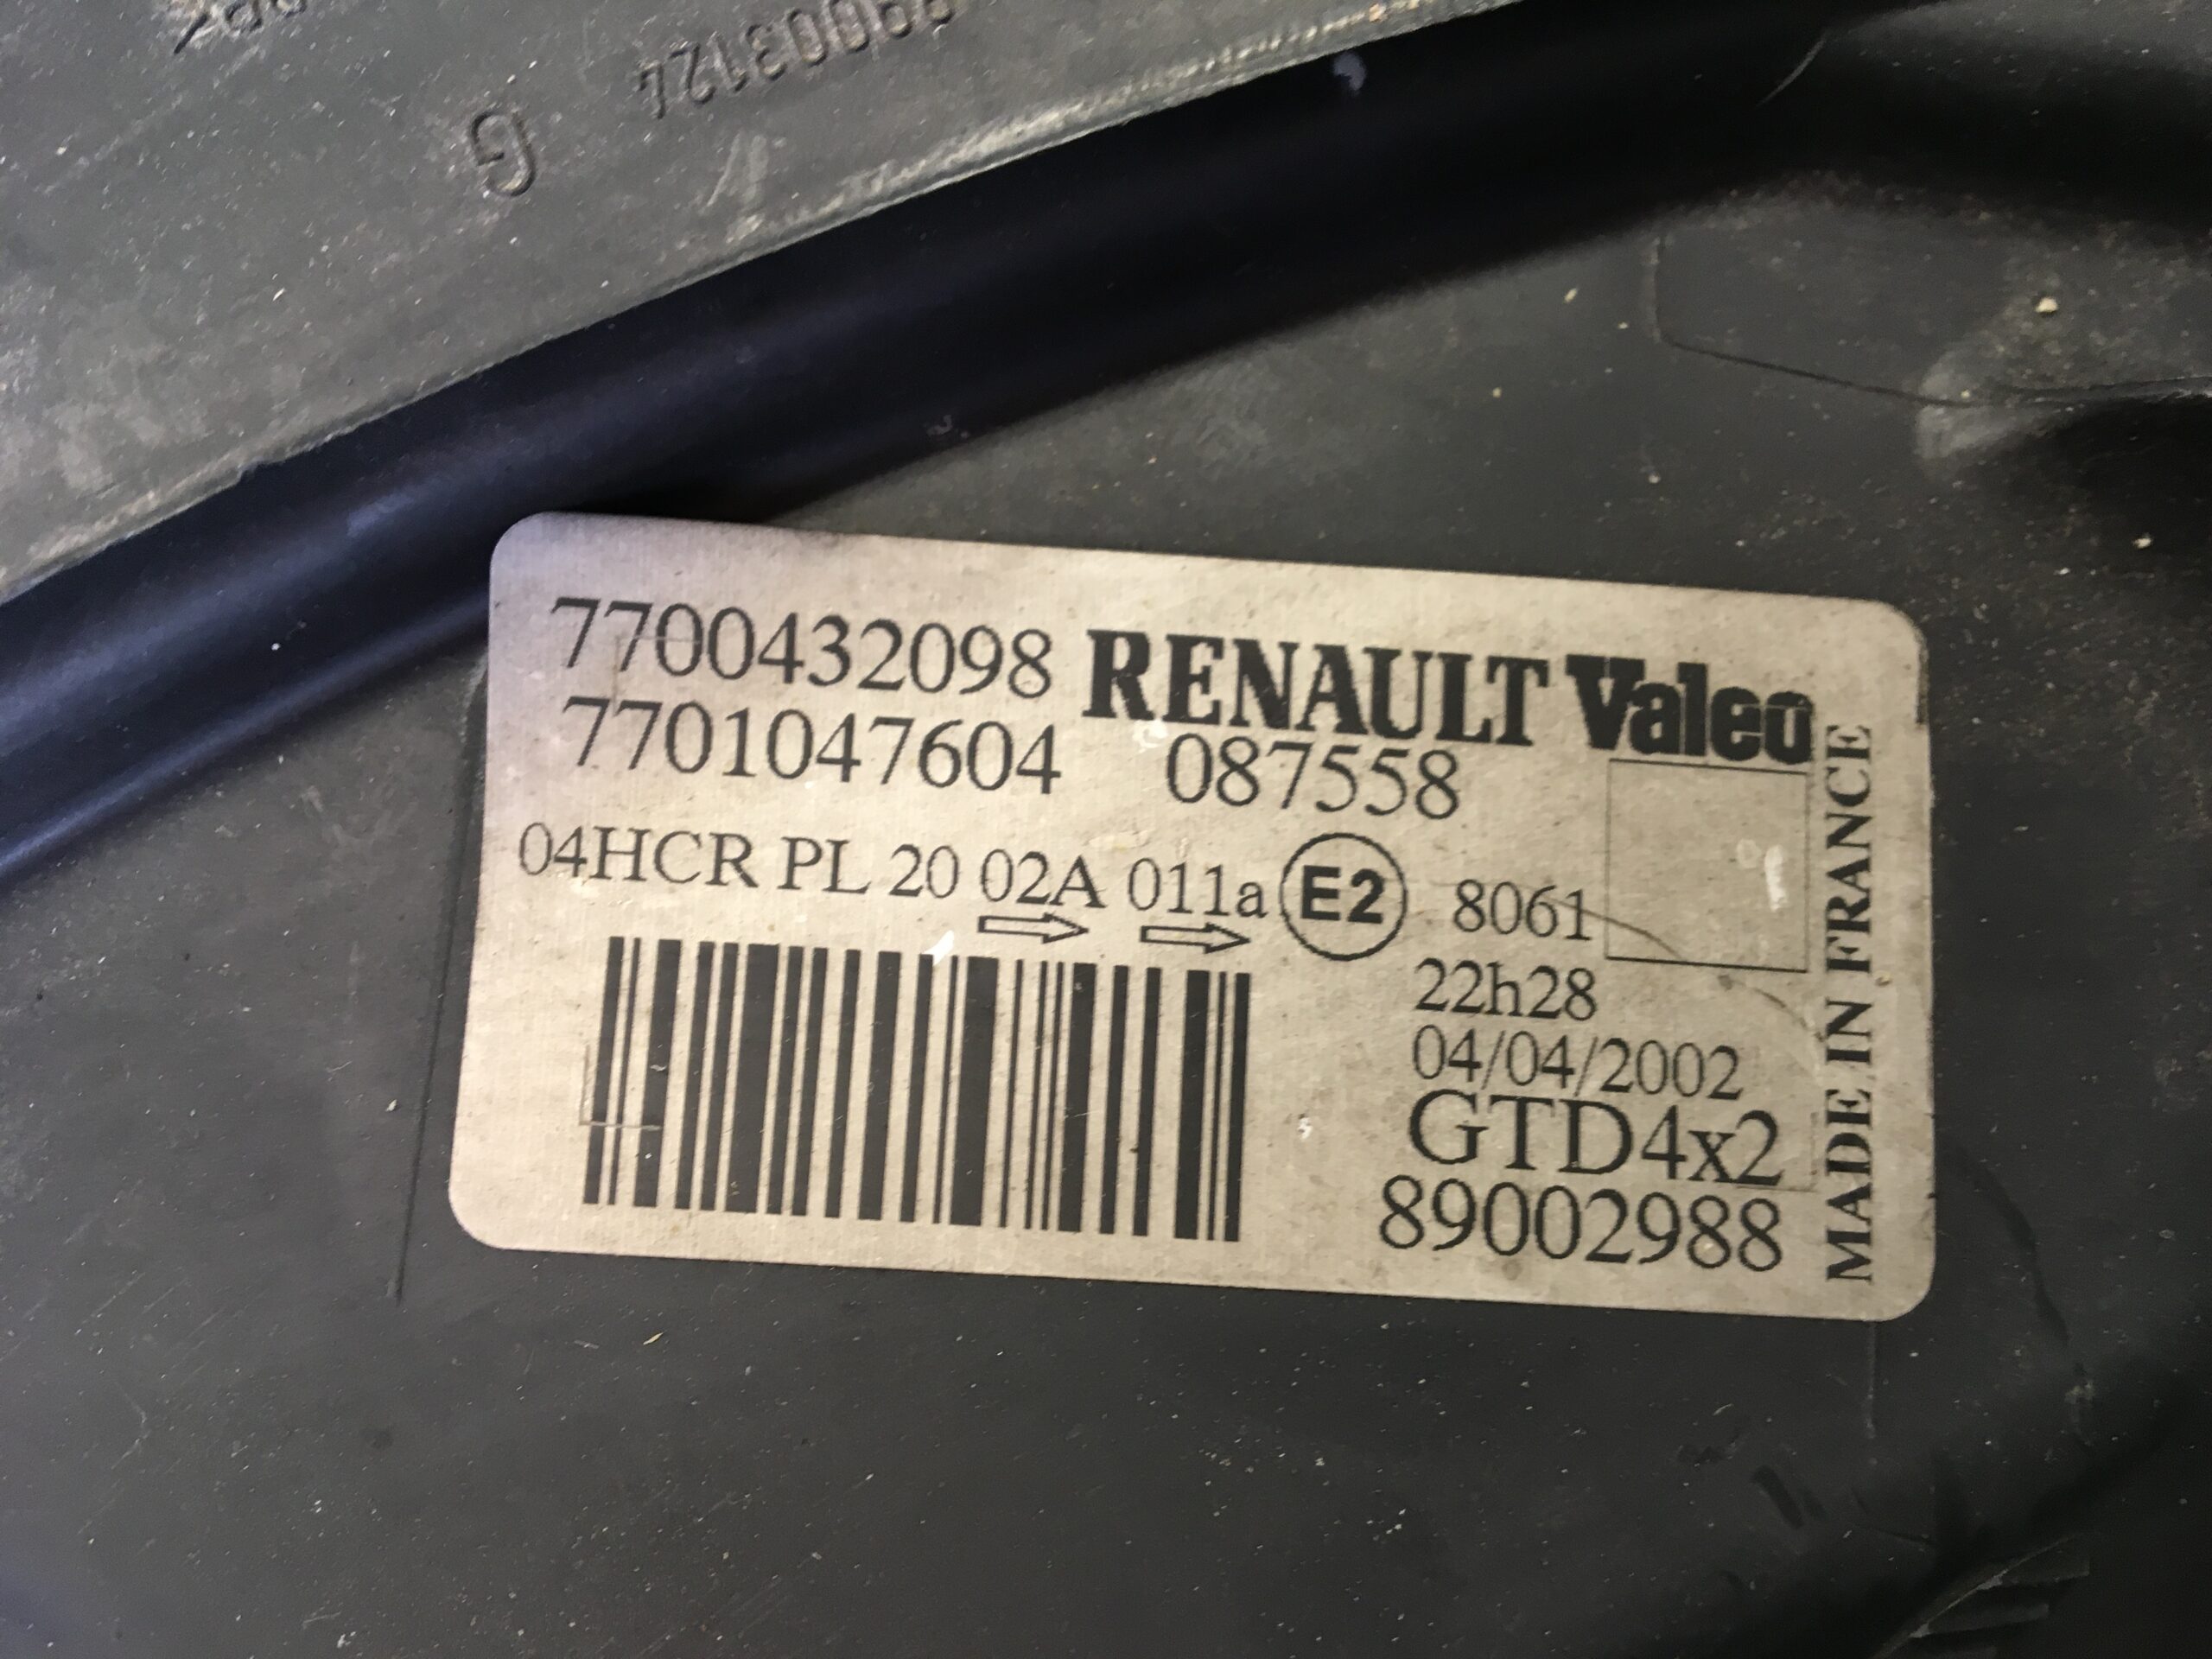 89003124
G
7700432098 RENAULT Valeo
7701047604 087558
04HCR PL 20 02A 011a E2 8061
22h28
04/04/2002
GTD4x2
89002988
MADE IN FRANCE